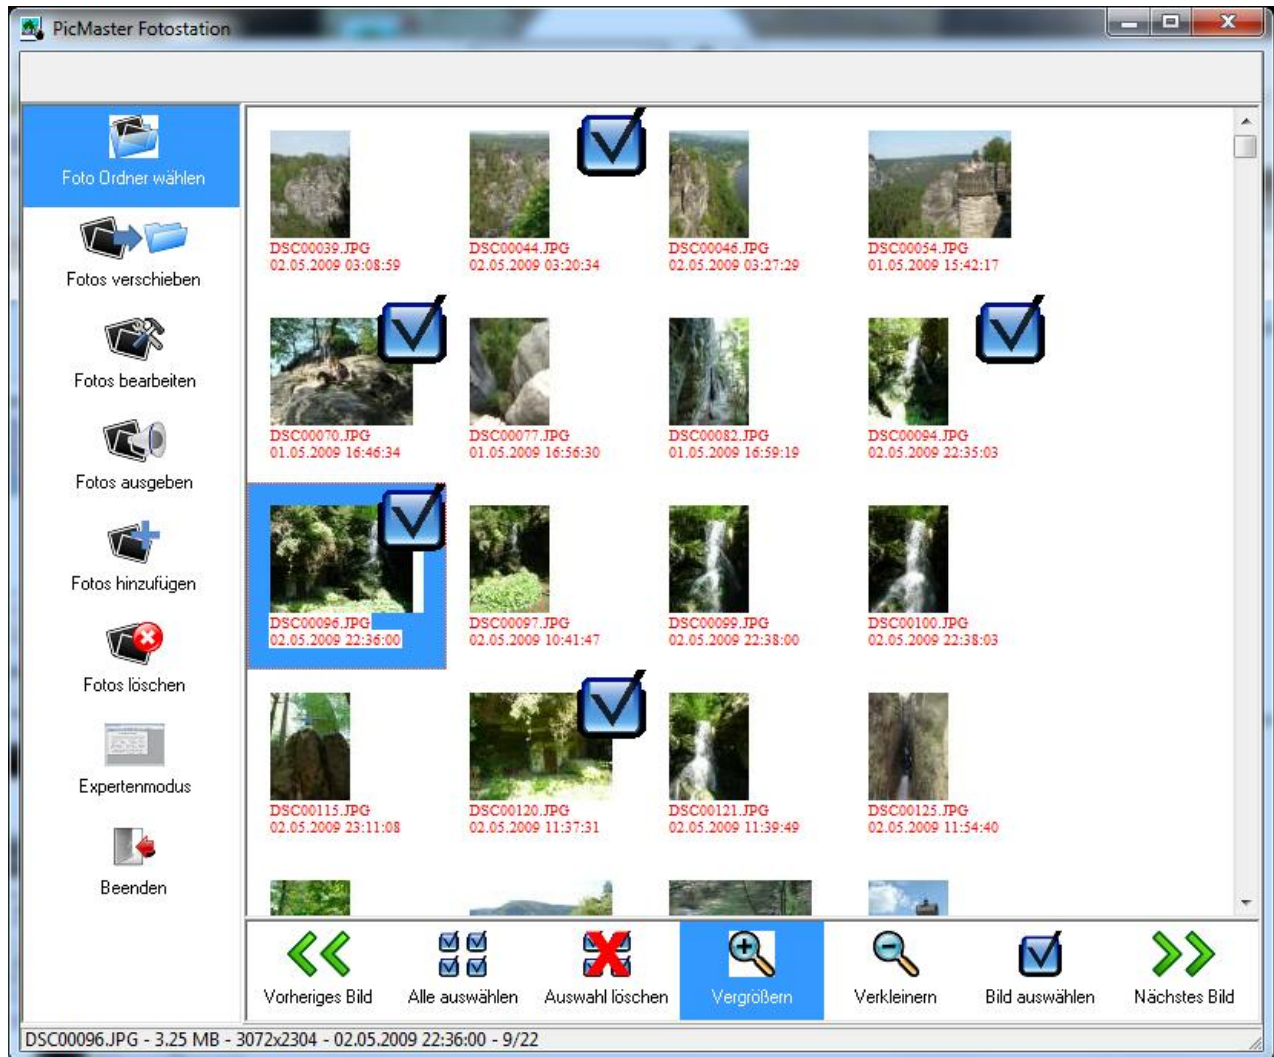 PicMaster Fotostation
Foto Ordner wählen
Fotos verschieben
Fotos bearbeiten
Fotos ausgeben
Fotos hinzufügen
Fotos löschen
Expertenmodus
Beenden
DSC00039.JPG
02.05.2009 03:08:59
DSC00044.JPG
02.05.2009 03:20:34
DSC00046.JPG
02.05.2009 03:27:29
DSC00054.JPG
01.05.2009 15:42:17
DSC00070.JPG
01.05.2009 16:46:34
DSC00077.JPG
01.05.2009 16:56:30
DSC00082.JPG
01.05.2009 16:59:19
DSC00094.JPG
02.05.2009 22:35:03
DSC00096.JPG
02.05.2009 22:36:00
DSC00097.JPG
02.05.2009 10:41:47
DSC00099.JPG
02.05.2009 22:38:00
DSC00100.JPG
02.05.2009 22:38:03
DSC00115.JPG
02.05.2009 23:11:08
DSC00120.JPG
02.05.2009 11:37:31
DSC00121.JPG
02.05.2009 11:39:49
DSC00125.JPG
02.05.2009 11:54:40
Vorheriges Bild
Alle auswählen
Auswahl löschen
Vergrößern
Verkleinern
Bild auswählen
Nächstes Bild
DSC00096.JPG - 3.25 MB - 3072x2304 - 02.05.2009 22:36:00 - 9/22